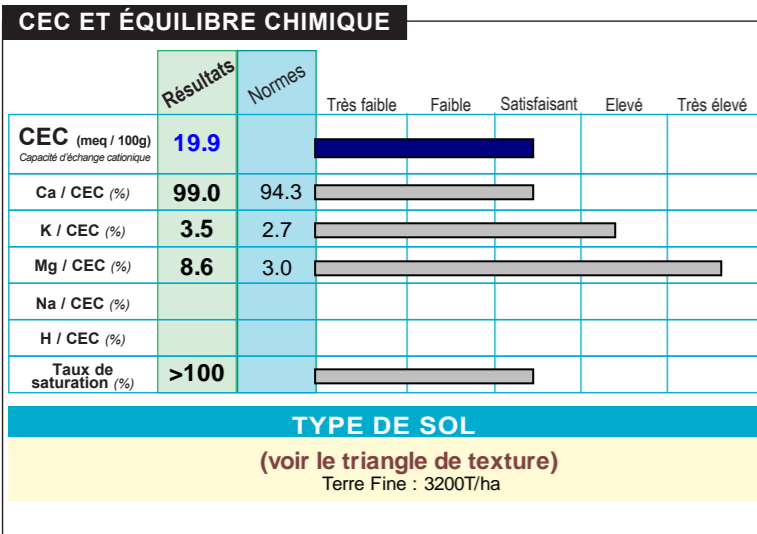 CEC ET ÉQUILIBRE CHIMIQUE
Résultats Normes Très faible Faible Satisfaisant Elevé Très élevé
CEC (meq / 100g) 19.9
Capacité d'échange cationique
Ca / CEC (%) 99.0 94.3
K / CEC (%) 3.5 2.7
Mg / CEC (%) 8.6 3.0
Na / CEC (%)
H / CEC (%)
Taux de
saturation (%) >100
TYPE DE SOL
(voir le triangle de texture)
Terre Fine : 3200T/ha